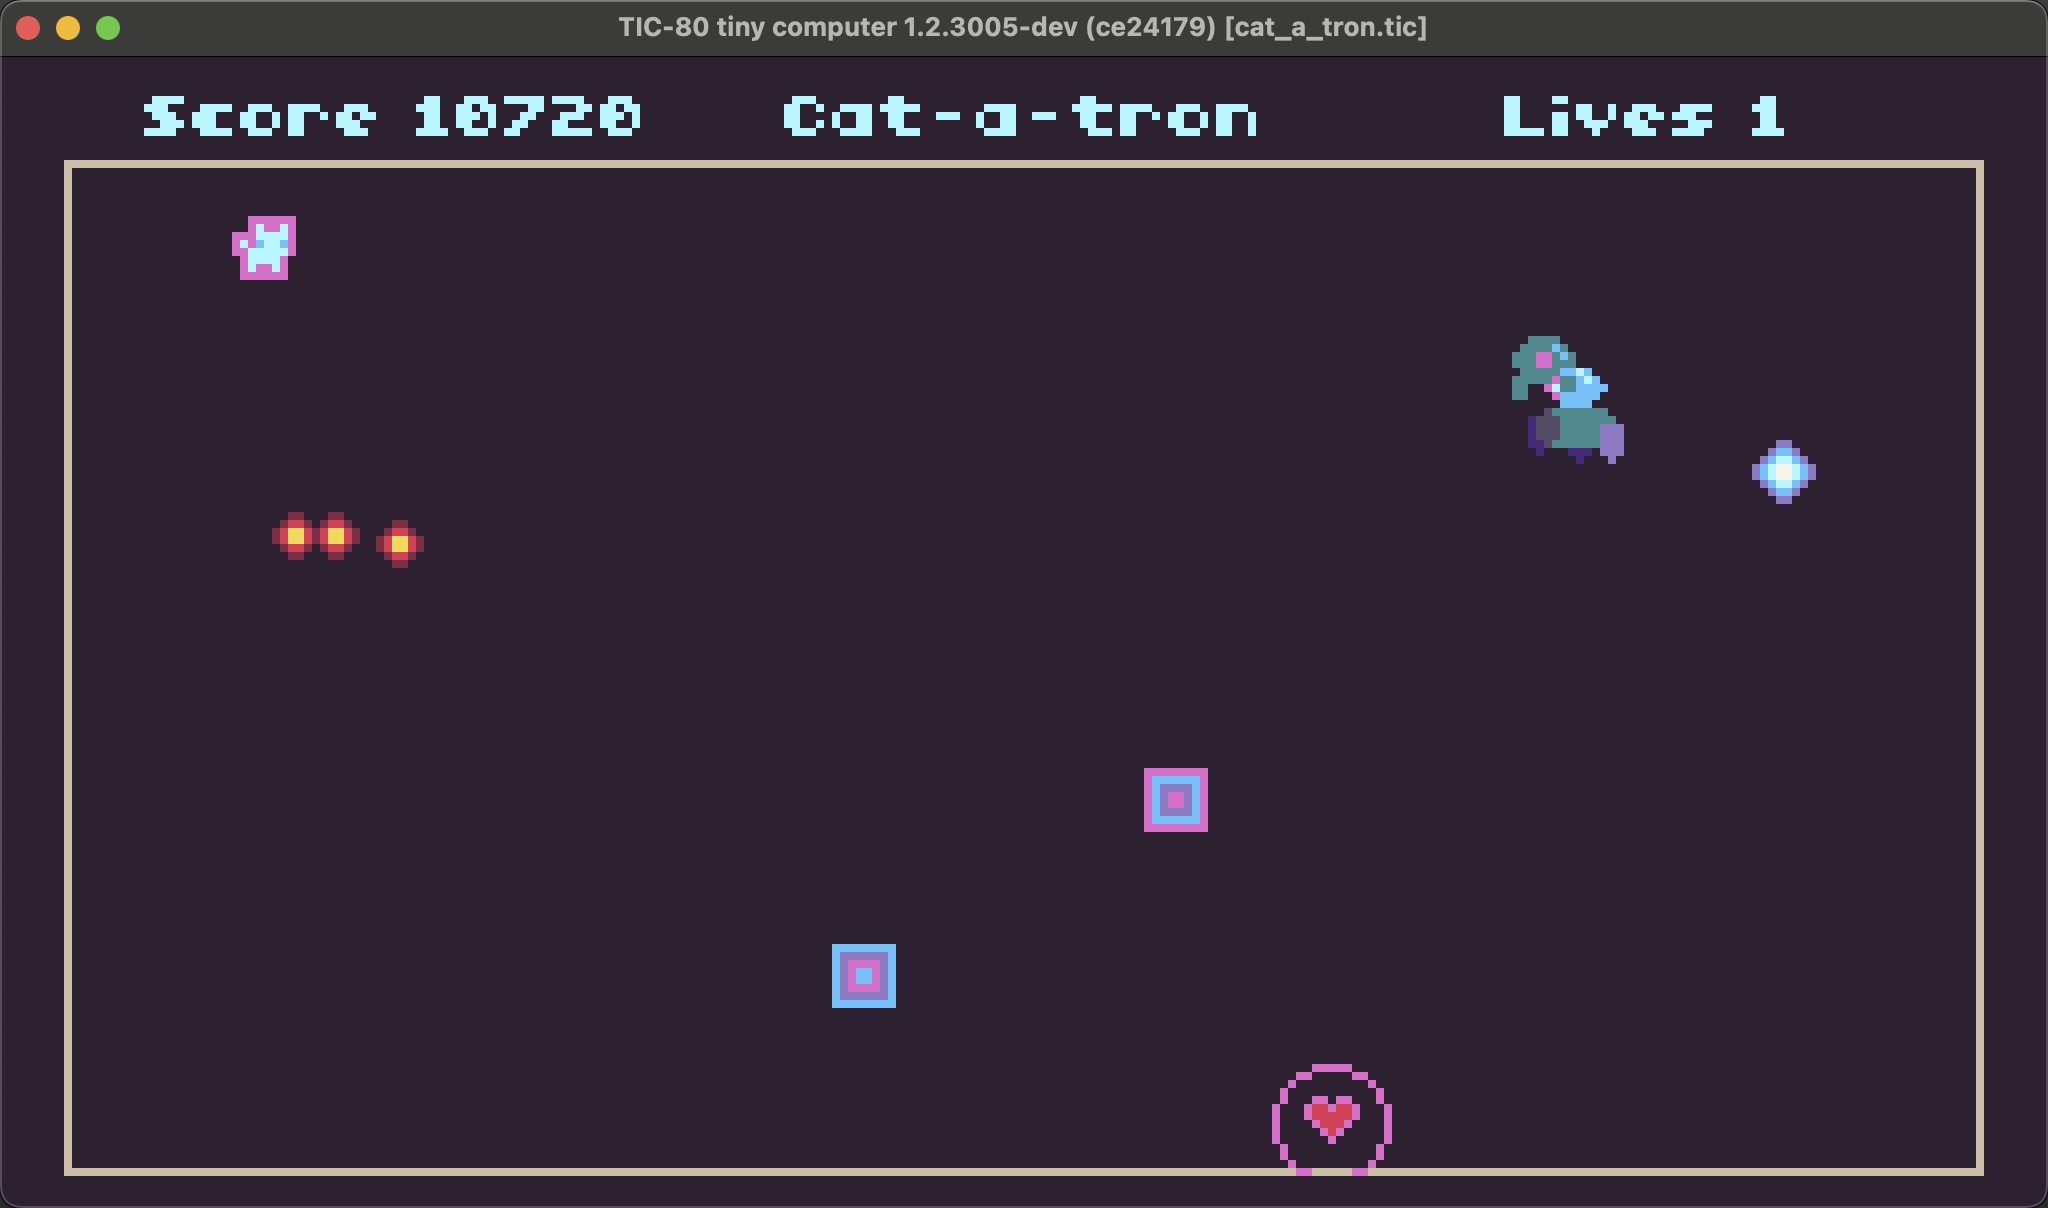 TIC-80 tiny computer 1.2.3005-dev (ce24179) [cat_a_tron.tic]
Score 10720 Cat-a-tron Lives 1